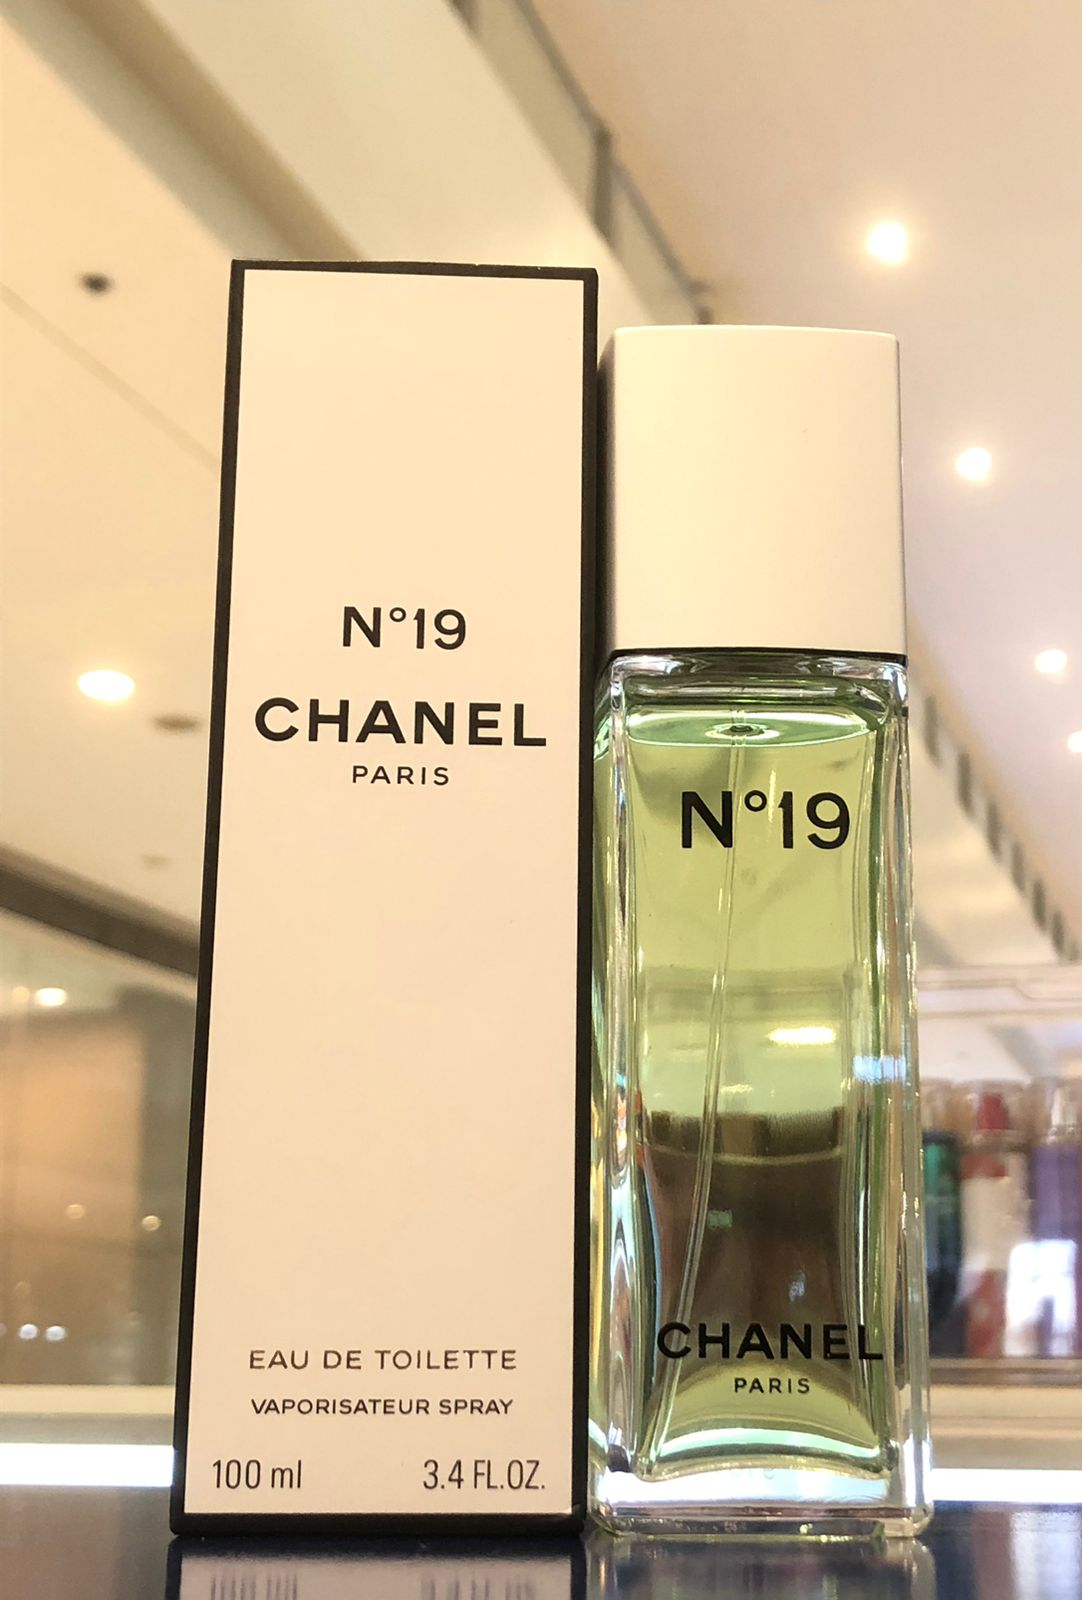 N°19
CHANEL
PARIS
EAU DE TOILETTE
VAPORISATEUR SPRAY
100 ml 3.4 FL.OZ.
N°19
CHANEL
PARIS